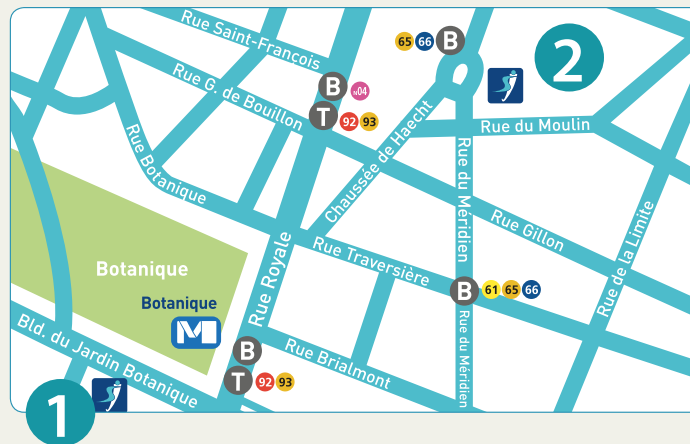 Rue Saint-François
65 66 B
2
B N04
Rue G. de Bouillon
T 92 93
Chaussée de Haecht
Rue du Moulin
Rue Botanique
Rue du Méridien
Rue Gillon
Rue de la Limite
Rue Royale
Rue Traversière
Botanique
B 61 65 66
Botanique
M
Rue du Méridien
Bld. du Jardin Botanique
B
Rue Brialmont
T 92 93
1